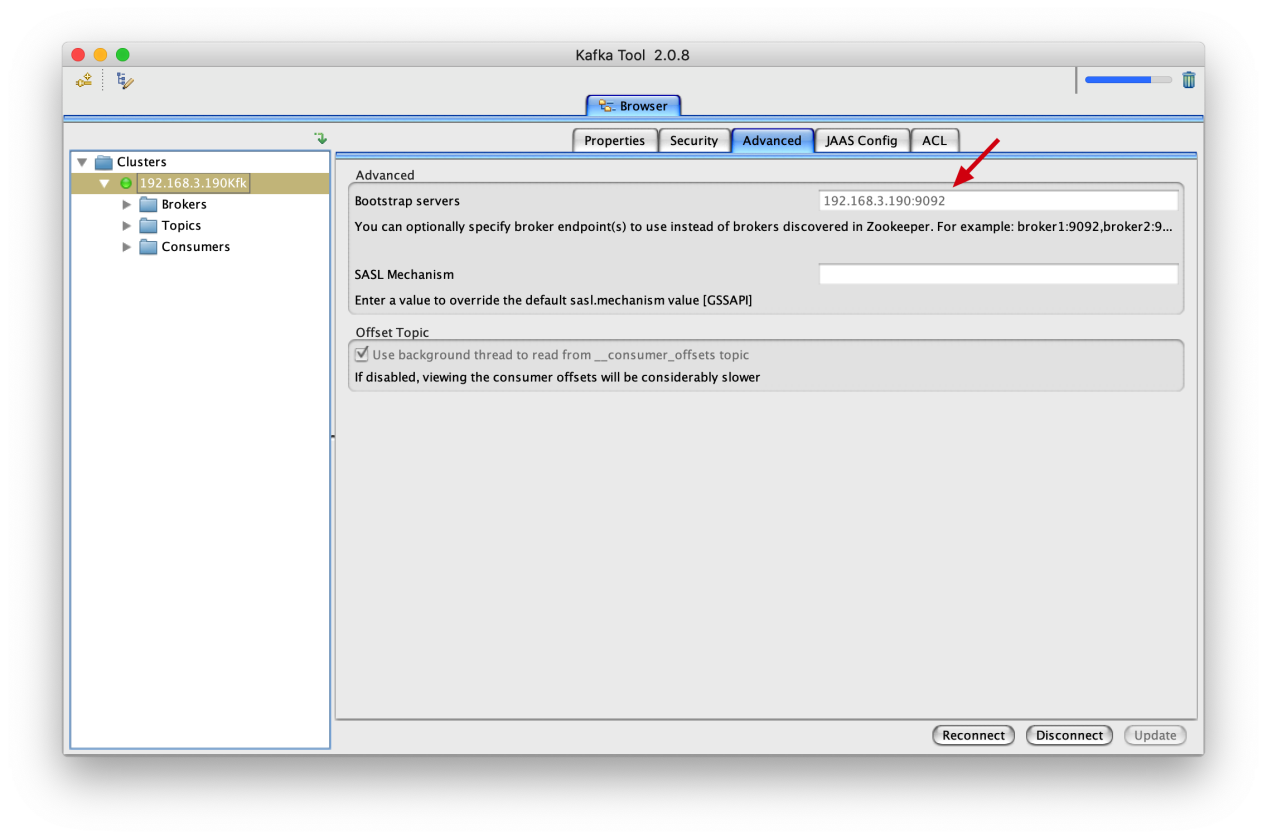 Kafka Tool 2.0.8
Browser
Properties Security Advanced JAAS Config ACL
Clusters
192.168.3.190Kfk
Brokers
Topics
Consumers
Advanced
Bootstrap servers 192.168.3.190:9092
You can optionally specify broker endpoint(s) to use instead of brokers discovered in Zookeeper. For example: broker1:9092,broker2:9...
SASL Mechanism
Enter a value to override the default sasl.mechanism value [GSSAPI]
Offset Topic
Use background thread to read from __consumer_offsets topic
If disabled, viewing the consumer offsets will be considerably slower
Reconnect Disconnect Update